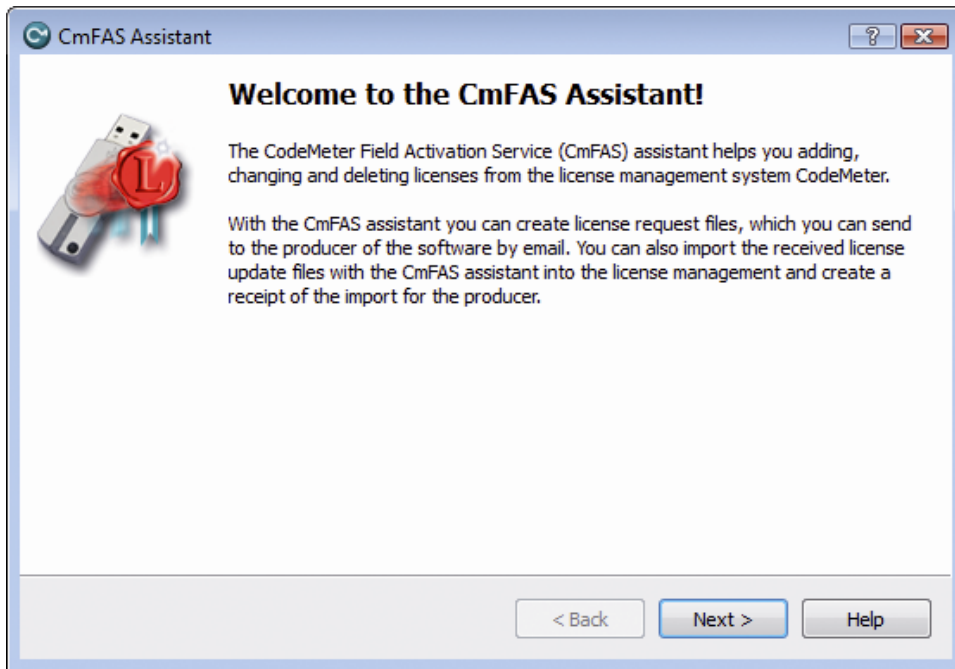 CmFAS Assistant
Welcome to the CmFAS Assistant!
The CodeMeter Field Activation Service (CmFAS) assistant helps you adding,
changing and deleting licenses from the license management system CodeMeter.
With the CmFAS assistant you can create license request files, which you can send
to the producer of the software by email. You can also import the received license
update files with the CmFAS assistant into the license management and create a
receipt of the import for the producer.
L
< Back Next > Help